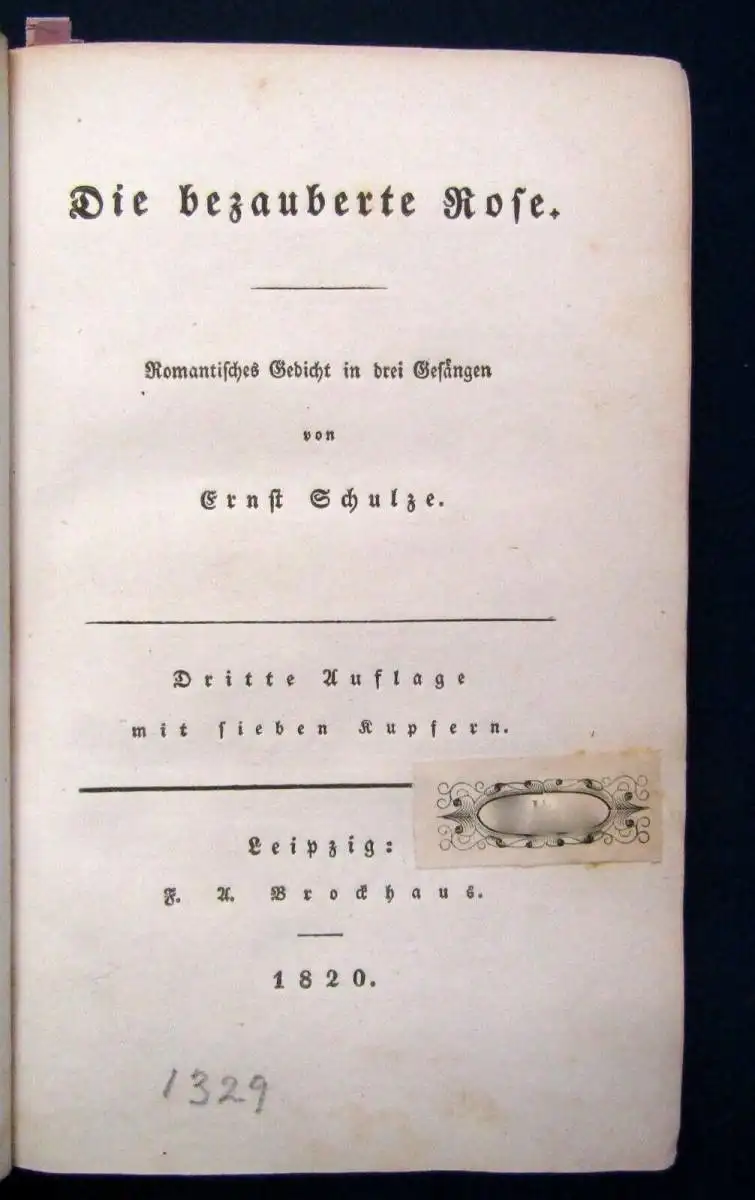 Die bezauberte Rose.
Romantisches Gedicht in drei Gesängen
von
Ernst Schulze.
Dritte Auflage
mit sieben Kupfern.
Leipzig:
F. A. Brockhaus.
1820.
1329